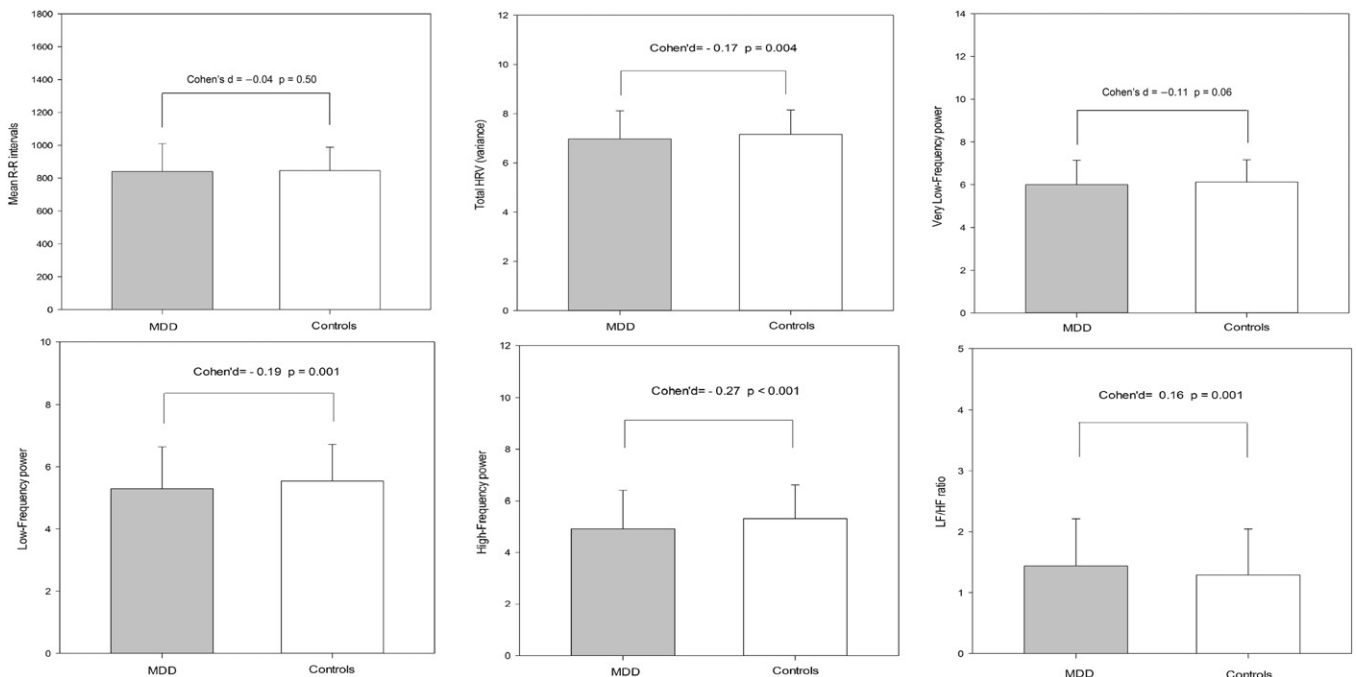 1800
1600
1400
1200
1000
800
600
400
200
0
Mean R-R intervals
Cohen's d = −0.04 p = 0.50
MDD Controls
12
10
8
6
4
2
0
Total HRV (variance)
Cohen'd= - 0.17 p = 0.004
MDD Controls
14
12
10
8
6
4
2
0
Very Low-Frequency power
Cohen's d = −0.11 p = 0.06
MDD Controls
10
8
6
4
2
0
Low-Frequency power
Cohen'd= - 0.19 p = 0.001
MDD Controls
12
10
8
6
4
2
0
High-Frequency power
Cohen'd= - 0.27 p < 0.001
MDD Controls
5
4
3
2
1
0
LF/HF ratio
Cohen'd= 0.16 p = 0.001
MDD Controls